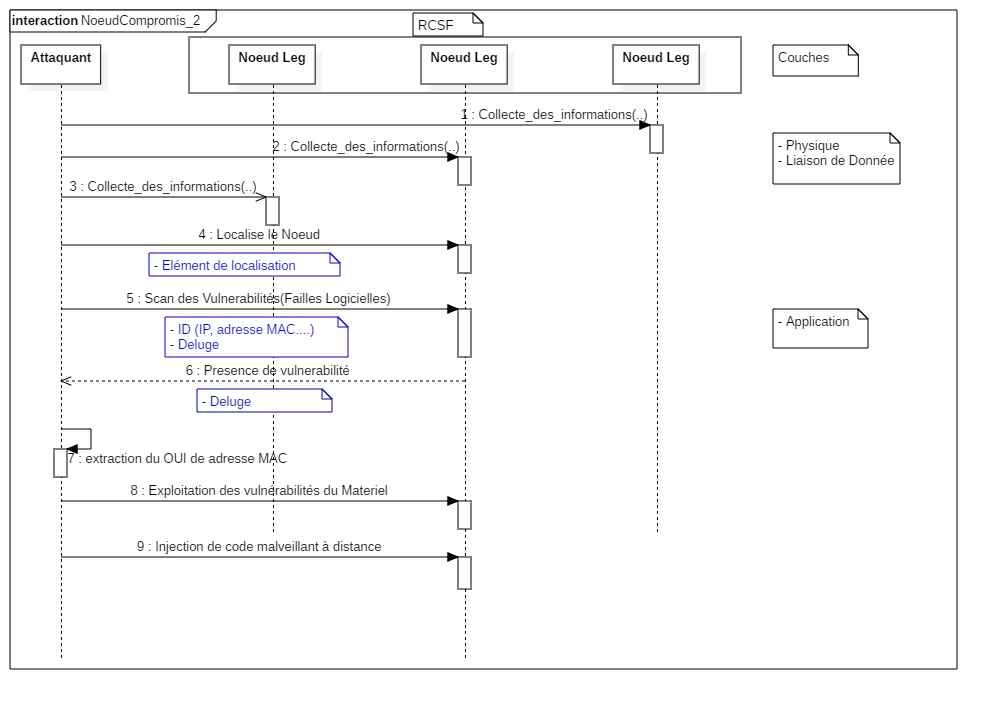 interaction NoeudCompromis_2
RCSF
Attaquant
Noeud Leg
Noeud Leg
Noeud Leg
Couches
1 : Collecte_des_informations(..)
2 : Collecte_des_informations(..)
- Physique
- Liaison de Donnée
3 : Collecte_des_informations(..)
4 : Localise le Noeud
- Elément de localisation
5 : Scan des Vulnerabilités(Failles Logicielles)
- ID (IP, adresse MAC....)
- Deluge
- Application
6 : Presence de vulnerabilité
- Deluge
7 : extraction du OUI de adresse MAC
8 : Exploitation des vulnérabilités du Materiel
9 : Injection de code malveillant à distance